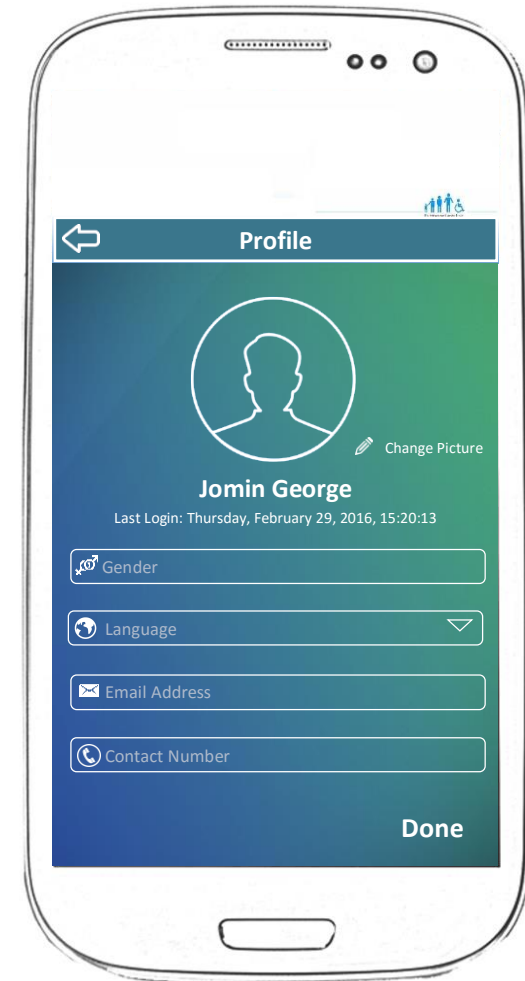 Profile
Change Picture
Jomin George
Last Login: Thursday, February 29, 2016, 15:20:13
Gender
Language
Email Address
Contact Number
Done